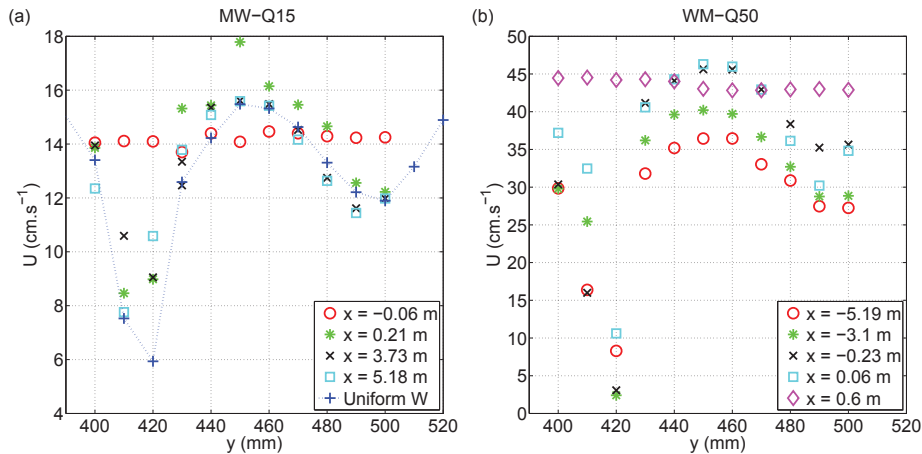 (a) MW−Q15
16
14
12
10
8
6
4
U (cm.s⁻¹)
400 420 440 460 480 500 520
y (mm)
x = −0.06 m
x = 0.21 m
x = 3.73 m
x = 5.18 m
Uniform W
(b) WM−Q50
50
45
40
35
30
25
20
15
10
5
0
U (cm.s⁻¹)
400 420 440 460 480 500 520
y (mm)
x = −5.19 m
x = −3.1 m
x = −0.23 m
x = 0.06 m
x = 0.6 m